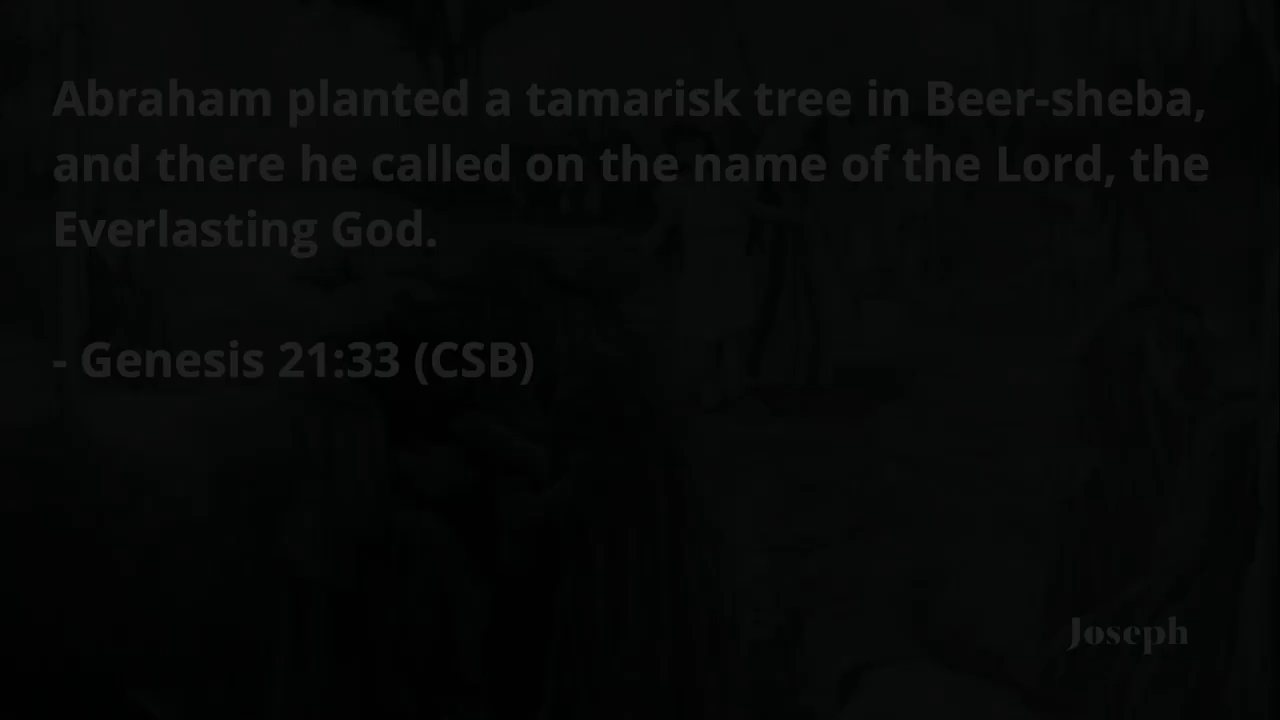 Abraham planted a tamarisk tree in Beer-sheba,
and there he called on the name of the Lord, the
Everlasting God.
- Genesis 21:33 (CSB)
Joseph